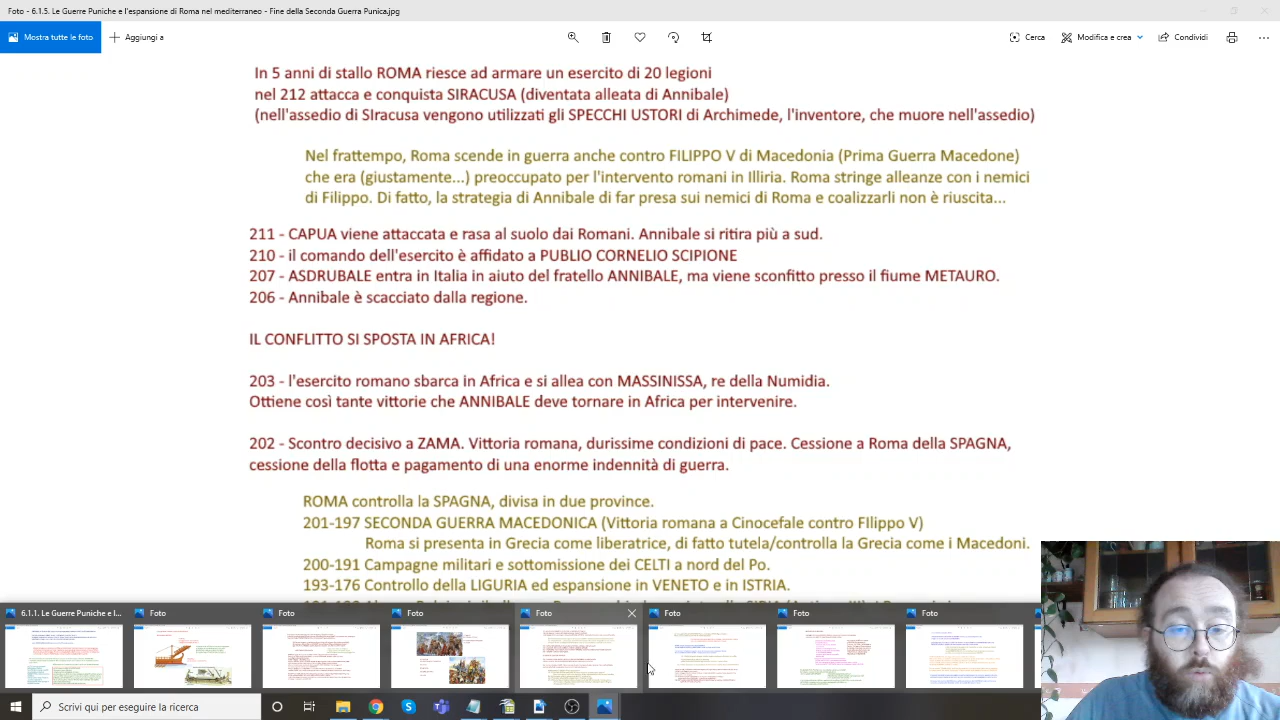 Foto - 6.1.5. Le Guerre Puniche e l'espansione di Roma nel mediterraneo - Fine della Seconda Guerra Punica.jpg
Mostra tutte le foto
Aggiungi a
Cerca
Modifica e crea
Condividi
In 5 anni di stallo ROMA riesce ad armare un esercito di 20 legioni
nel 212 attacca e conquista SIRACUSA (diventata alleata di Annibale)
(nell'assedio di SIracusa vengono utilizzati gli SPECCHI USTORI di Archimede, l'inventore, che muore nell'assedio)
Nel frattempo, Roma scende in guerra anche contro FILIPPO V di Macedonia (Prima Guerra Macedone)
che era (giustamente...) preoccupato per l'intervento romani in Illiria. Roma stringe alleanze con i nemici
di Filippo. Di fatto, la strategia di Annibale di far presa sui nemici di Roma e coalizzarli non è riuscita...
211 - CAPUA viene attaccata e rasa al suolo dai Romani. Annibale si ritira più a sud.
210 - il comando dell'esercito è affidato a PUBLIO CORNELIO SCIPIONE
207 - ASDRUBALE entra in Italia in aiuto del fratello ANNIBALE, ma viene sconfitto presso il fiume METAURO.
206 - Annibale è scacciato dalla regione.
IL CONFLITTO SI SPOSTA IN AFRICA!
203 - l'esercito romano sbarca in Africa e si allea con MASSINISSA, re della Numidia.
Ottiene così tante vittorie che ANNIBALE deve tornare in Africa per intervenire.
202 - Scontro decisivo a ZAMA. Vittoria romana, durissime condizioni di pace. Cessione a Roma della SPAGNA,
cessione della flotta e pagamento di una enorme indennità di guerra.
ROMA controlla la SPAGNA, divisa in due province.
201-197 SECONDA GUERRA MACEDONICA (Vittoria romana a Cinocefale contro FIlippo V)
Roma si presenta in Grecia come liberatrice, di fatto tutela/controlla la Grecia come i Macedoni.
200-191 Campagne militari e sottomissione dei CELTI a nord del Po.
193-176 Controllo della LIGURIA ed espansione in VENETO e in ISTRIA.
6.1.1. Le Guerre Puniche e l...
Foto
Foto
Foto
Foto
Foto
Foto
Foto
Scrivi qui per eseguire la ricerca